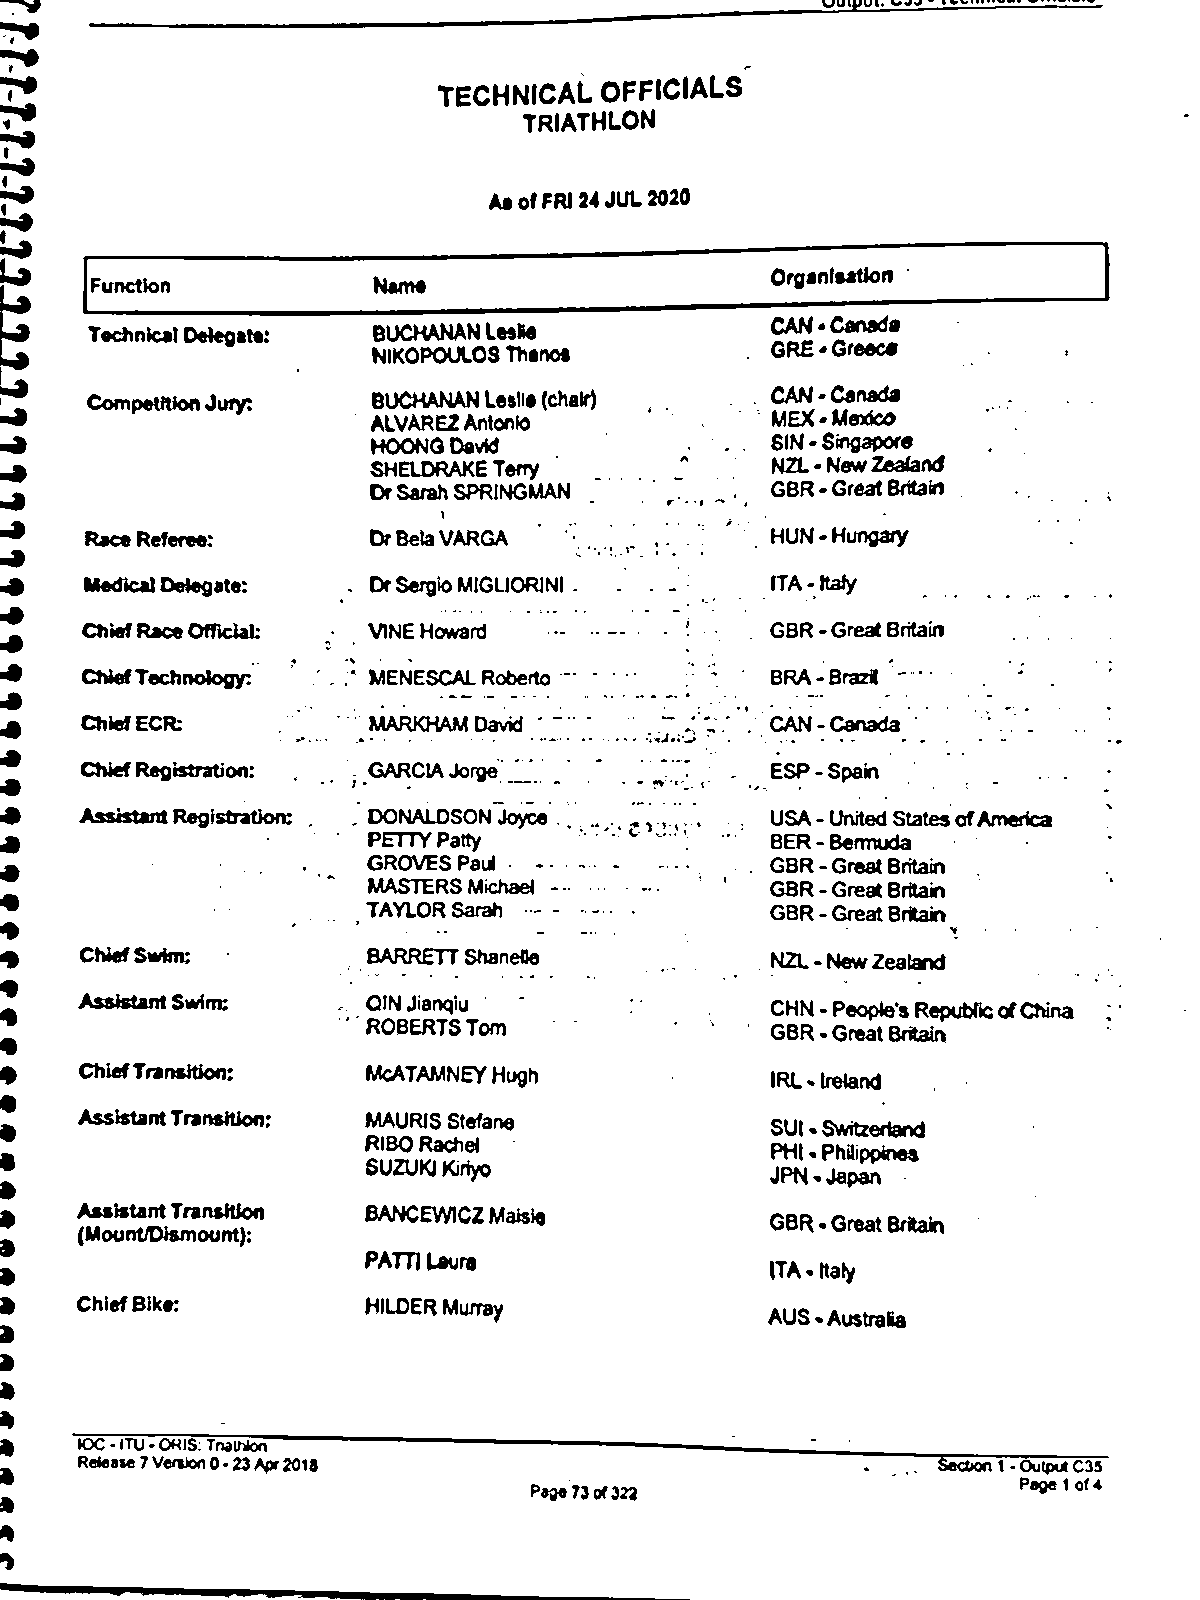 Output: C35 - Technical Officials
TECHNICAL OFFICIALS
TRIATHLON
As of FRI 24 JUL 2020
Function Name Organisation
Technical Delegate: BUCHANAN Leslie CAN - Canada
NIKOPOULOS Thanos GRE - Greece
Competition Jury: BUCHANAN Leslie (chair) CAN - Canada
ALVAREZ Antonio MEX - Mexico
HOONG David SIN - Singapore
SHELDRAKE Terry NZL - New Zealand
Dr Sarah SPRINGMAN GBR - Great Britain
Race Referee: Dr Bela VARGA HUN - Hungary
Medical Delegate: Dr Sergio MIGLIORINI ITA - Italy
Chief Race Official: VINE Howard GBR - Great Britain
Chief Technology: MENESCAL Roberto BRA - Brazil
Chief ECR: MARKHAM David CAN - Canada
Chief Registration: GARCIA Jorge ESP - Spain
Assistant Registration: DONALDSON Joyce USA - United States of America
PETTY Patty BER - Bermuda
GROVES Paul GBR - Great Britain
MASTERS Michael GBR - Great Britain
TAYLOR Sarah GBR - Great Britain
Chief Swim: BARRETT Shanelle NZL - New Zealand
Assistant Swim: QIN Jianqiu CHN - People's Republic of China
ROBERTS Tom GBR - Great Britain
Chief Transition: McATAMNEY Hugh IRL - Ireland
Assistant Transition: MAURIS Stefane SUI - Switzerland
RIBO Rachel PHI - Philippines
SUZUKI Kiriyo JPN - Japan
Assistant Transition BANCEWICZ Maisie GBR - Great Britain
(Mount/Dismount):
PATTI Laura ITA - Italy
Chief Bike: HILDER Murray AUS - Australia
IOC - ITU - ORIS: Triathlon
Release 7 Version 0 - 23 Apr 2018 Section 1 - Output C35
Page 73 of 322 Page 1 of 4